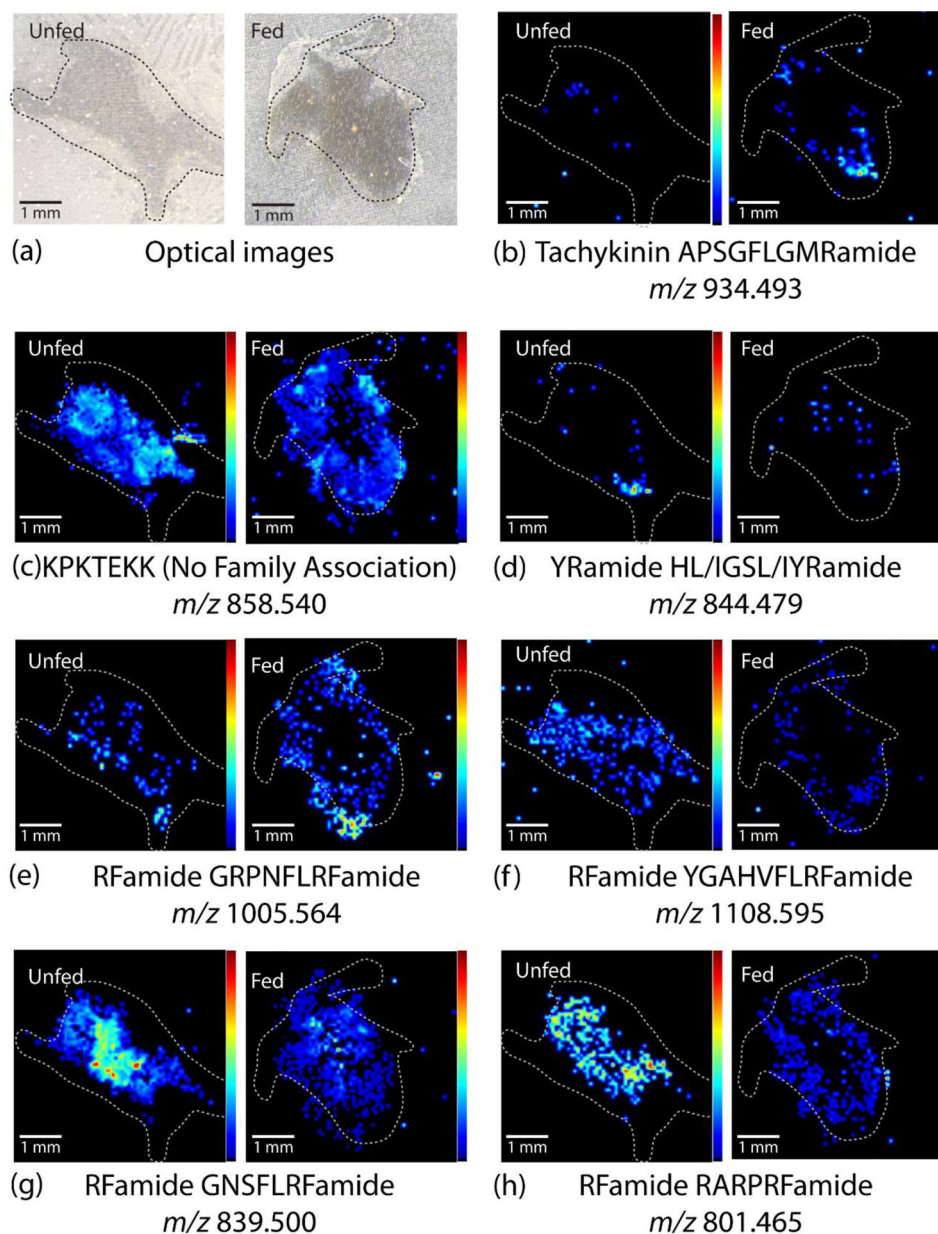 Unfed
Fed
1 mm
1 mm
(a) Optical images
Unfed
Fed
1 mm
1 mm
(b) Tachykinin APSGFLGMRamide
m/z 934.493
Unfed
Fed
1 mm
1 mm
(c)KPKTEKK (No Family Association)
m/z 858.540
Unfed
Fed
1 mm
1 mm
(d) YRamide HL/IGSL/IYRamide
m/z 844.479
Unfed
Fed
1 mm
1 mm
(e) RFamide GRPNFLRFamide
m/z 1005.564
Unfed
Fed
1 mm
1 mm
(f) RFamide YGAHVFLRFamide
m/z 1108.595
Unfed
Fed
1 mm
1 mm
(g) RFamide GNSFLRFamide
m/z 839.500
Unfed
Fed
1 mm
1 mm
(h) RFamide RARPRFamide
m/z 801.465